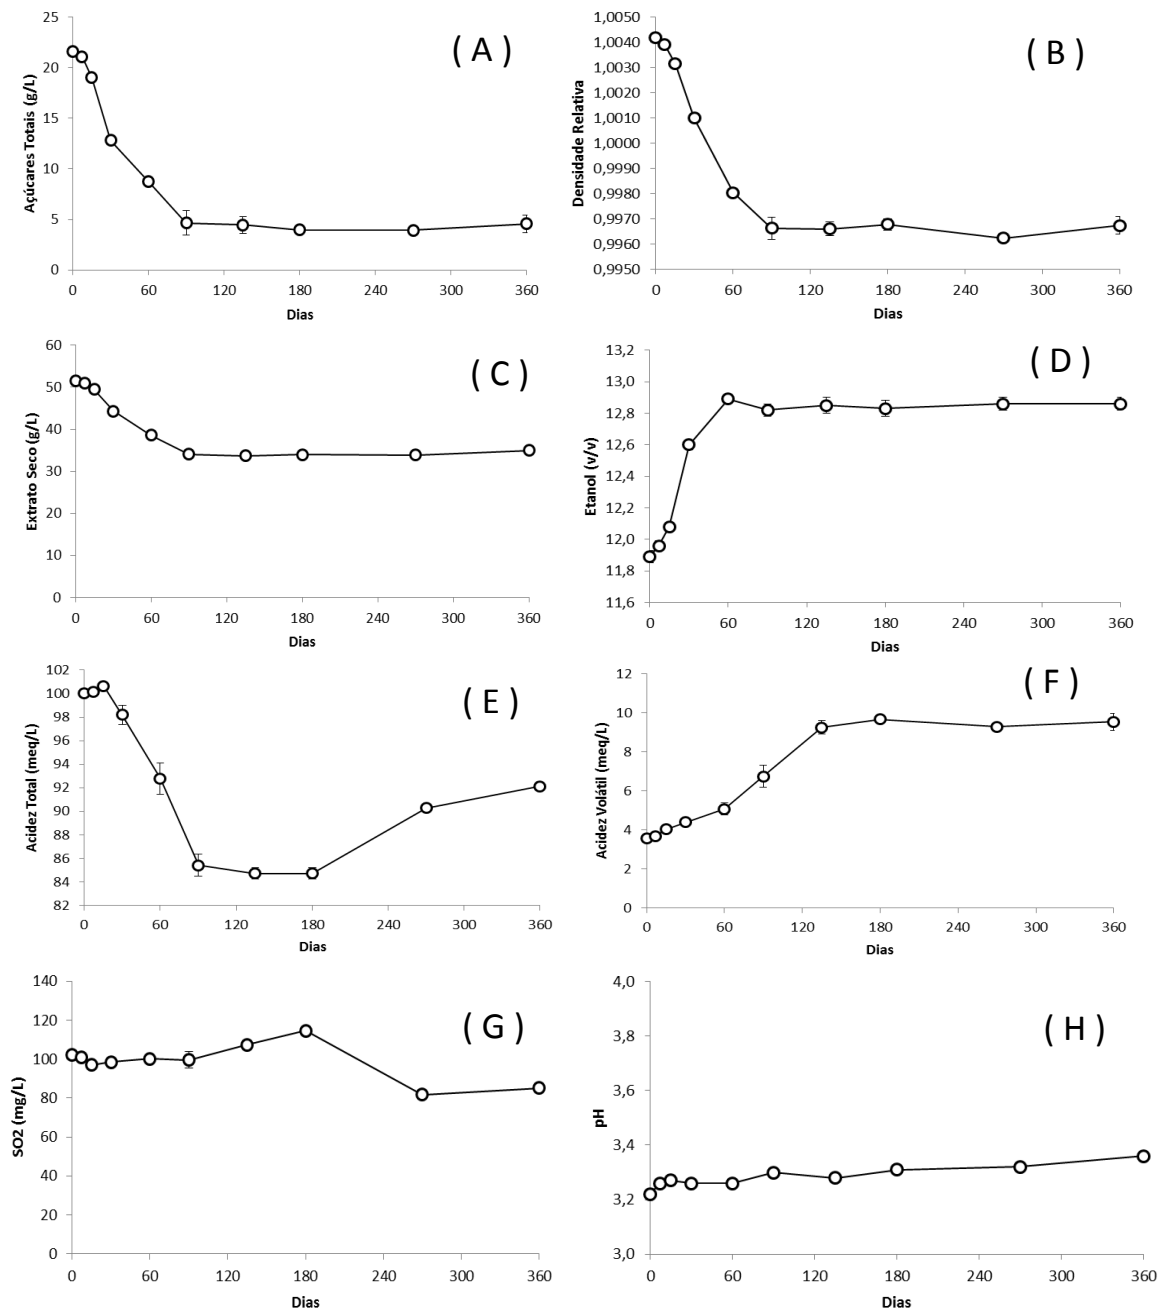 ( A )
Açúcares Totais (g/L)
25
20
15
10
5
0
0 60 120 180 240 300 360
Dias
( B )
Densidade Relativa
1,0050
1,0040
1,0030
1,0020
1,0010
1,0000
0,9990
0,9980
0,9970
0,9960
0,9950
0 60 120 180 240 300 360
Dias
( C )
Extrato Seco (g/L)
60
50
40
30
20
10
0
0 60 120 180 240 300 360
Dias
( D )
Etanol (v/v)
13,2
13,0
12,8
12,6
12,4
12,2
12,0
11,8
11,6
0 60 120 180 240 300 360
Dias
( E )
Acidez Total (meq/L)
102
100
98
96
94
92
90
88
86
84
82
0 60 120 180 240 300 360
Dias
( F )
Acidez Volátil (meq/L)
12
10
8
6
4
2
0
0 60 120 180 240 300 360
Dias
( G )
SO2 (mg/L)
140
120
100
80
60
40
20
0
0 60 120 180 240 300 360
Dias
( H )
pH
4,0
3,8
3,6
3,4
3,2
3,0
0 60 120 180 240 300 360
Dias